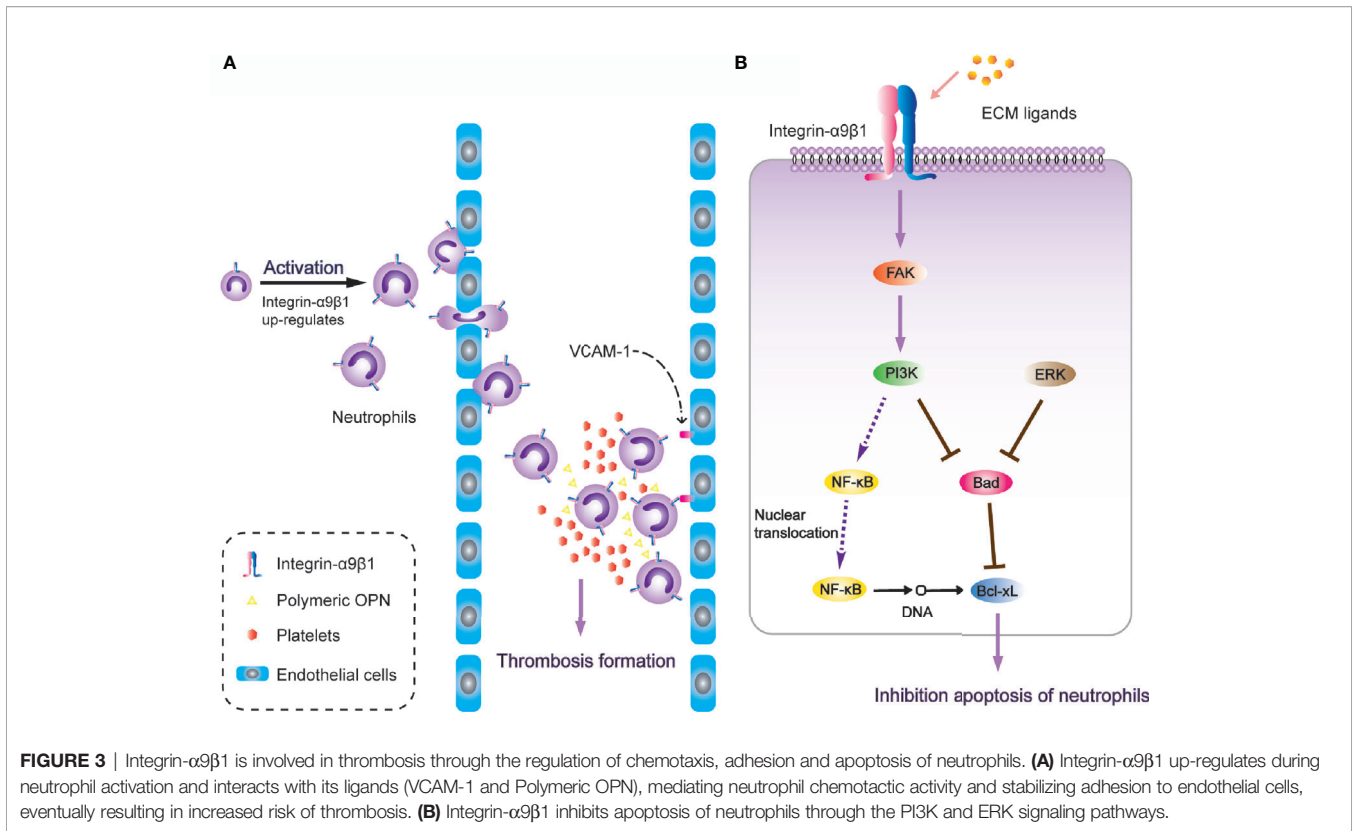 A
Activation
Integrin-α9β1
up-regulates
Neutrophils
VCAM-1
Thrombosis formation
Integrin-α9β1
Polymeric OPN
Platelets
Endothelial cells
B
Integrin-α9β1
ECM ligands
FAK
PI3K
ERK
NF-κB
Bad
Nuclear
translocation
NF-κB
DNA
Bcl-xL
Inhibition apoptosis of neutrophils
FIGURE 3 | Integrin-α9β1 is involved in thrombosis through the regulation of chemotaxis, adhesion and apoptosis of neutrophils. (A) Integrin-α9β1 up-regulates during
neutrophil activation and interacts with its ligands (VCAM-1 and Polymeric OPN), mediating neutrophil chemotactic activity and stabilizing adhesion to endothelial cells,
eventually resulting in increased risk of thrombosis. (B) Integrin-α9β1 inhibits apoptosis of neutrophils through the PI3K and ERK signaling pathways.